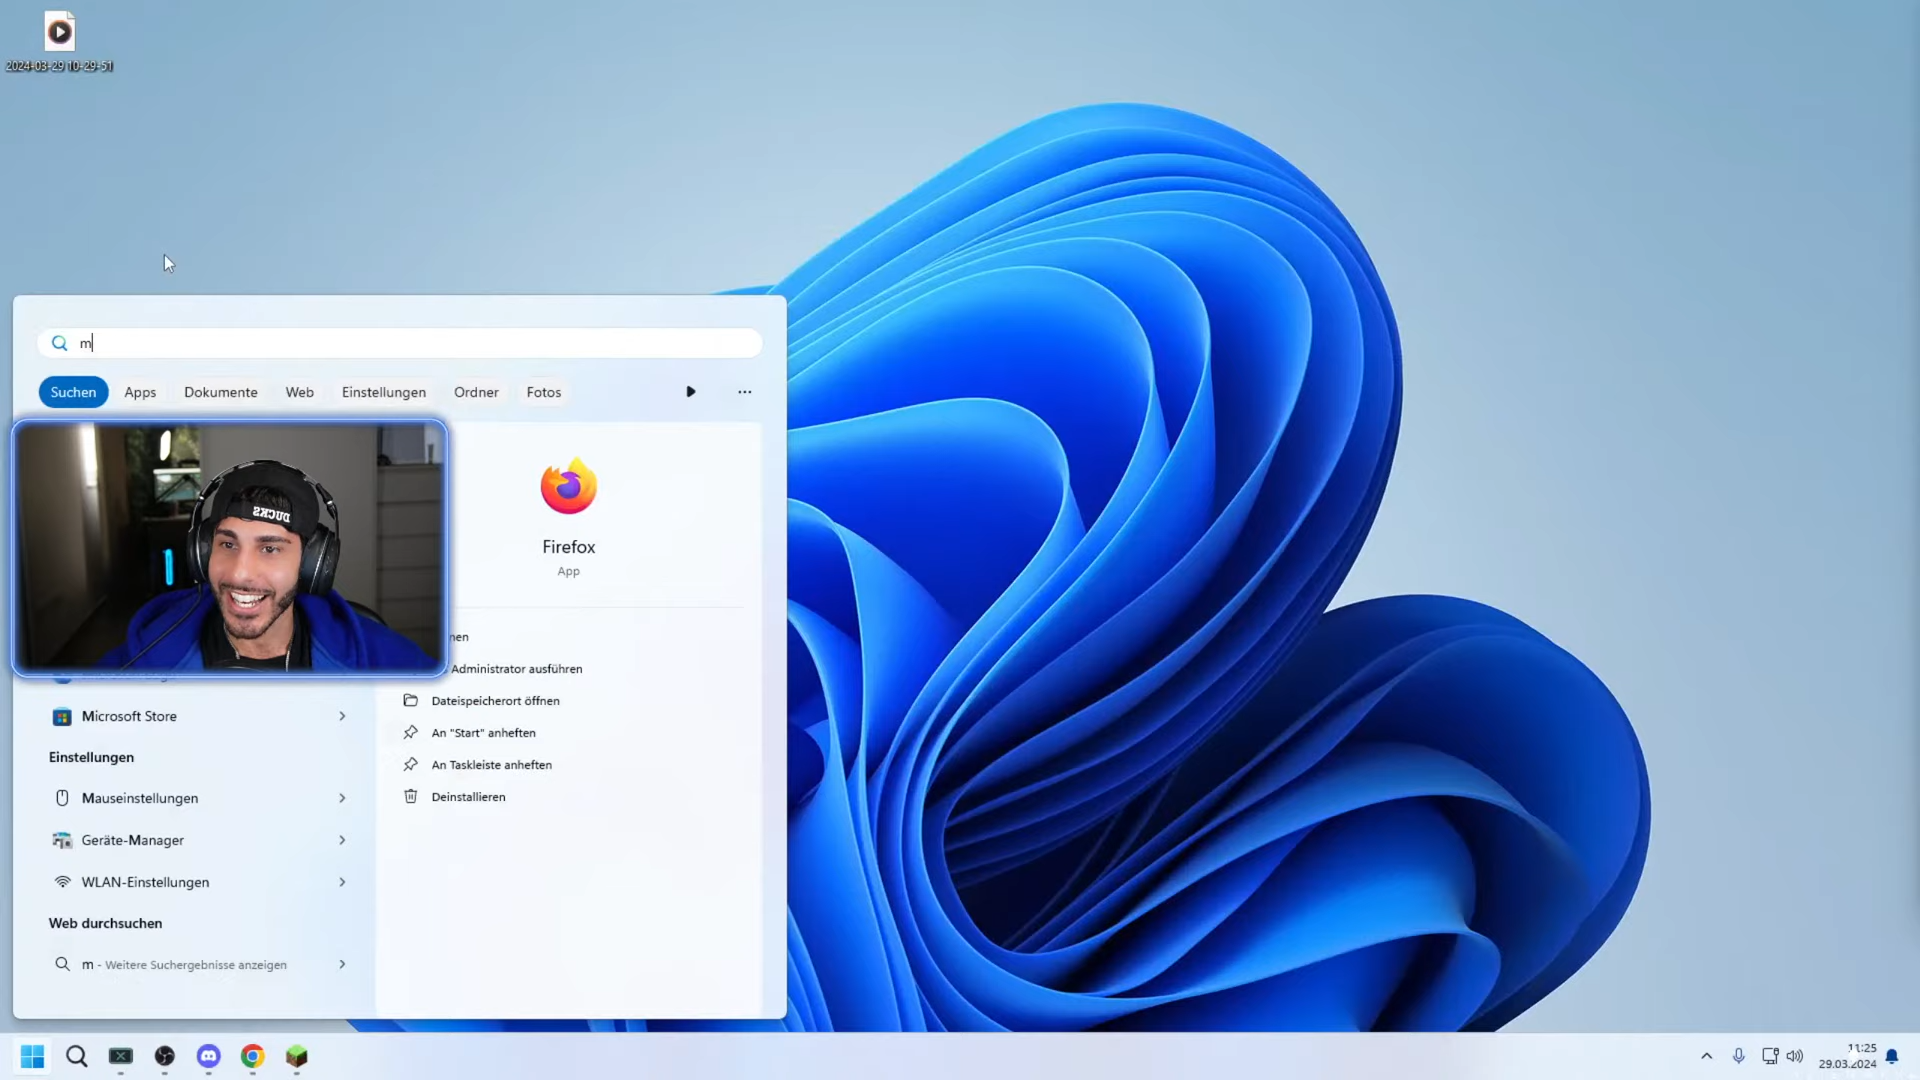 2024-03-29 10-29-51
m
Suchen Apps Dokumente Web Einstellungen Ordner Fotos
DUCKS
Firefox
App
nen
Administrator ausführen
Dateispeicherort öffnen
An "Start" anheften
An Taskleiste anheften
Deinstallieren
Microsoft Store
Einstellungen
Mauseinstellungen
Geräte-Manager
WLAN-Einstellungen
Web durchsuchen
m - Weitere Suchergebnisse anzeigen
11:25
29.03.2024